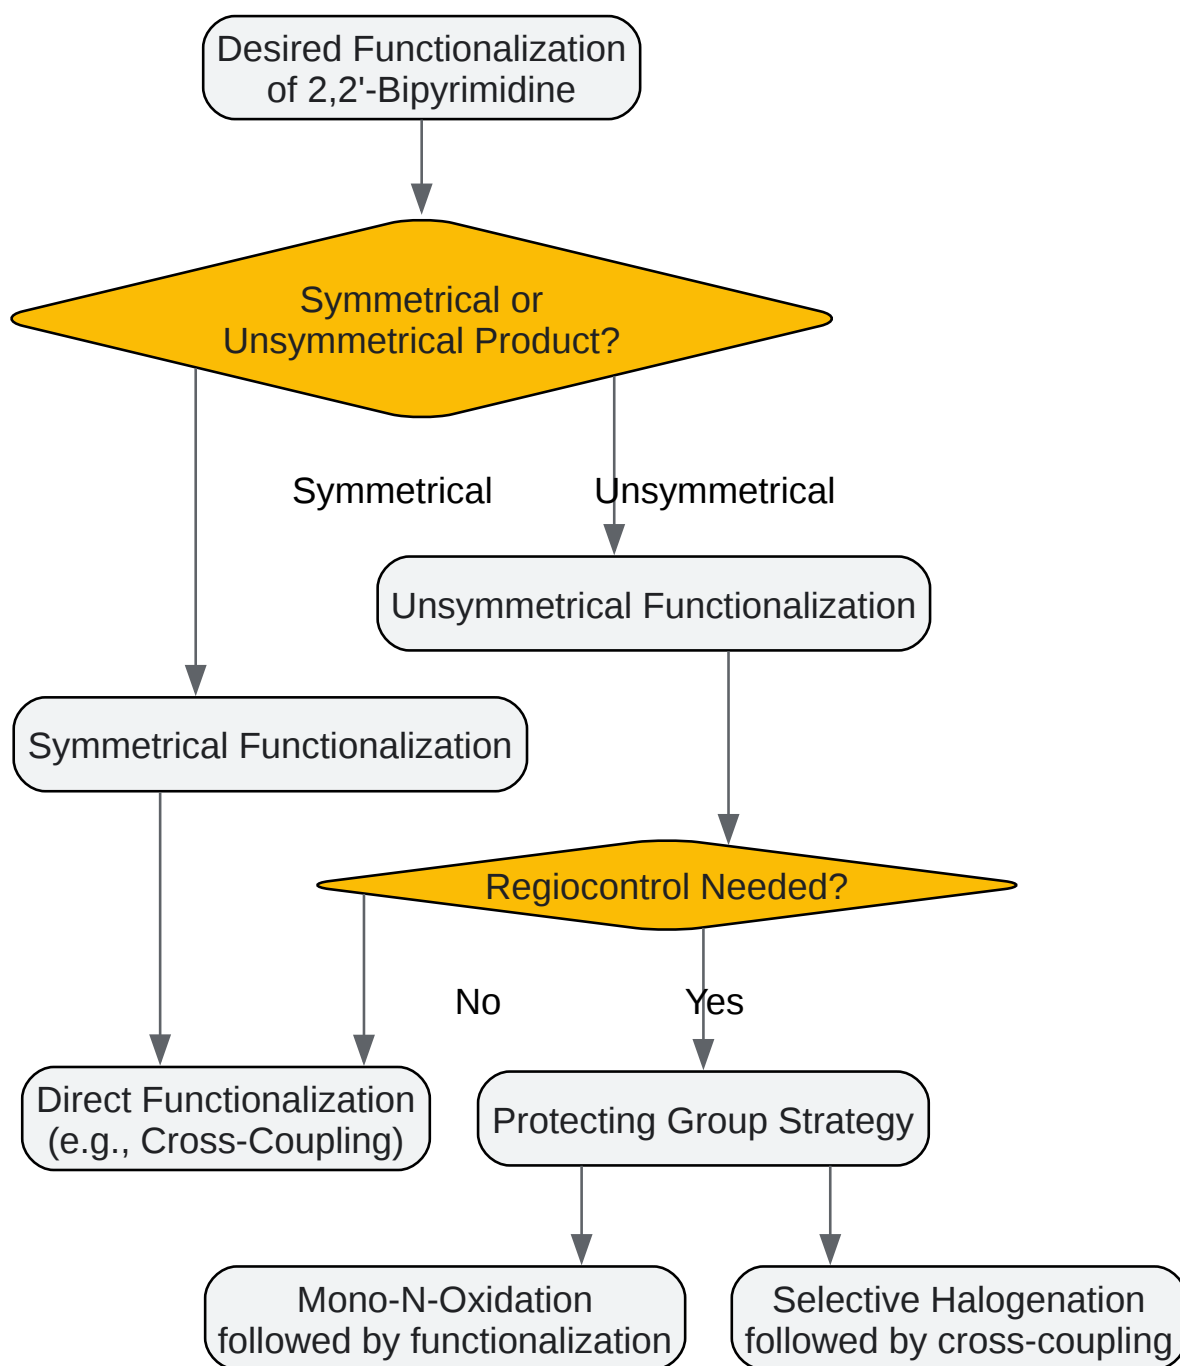 Desired Functionalization
of 2,2'-Bipyrimidine
Symmetrical or
Unsymmetrical Product?
Symmetrical
Unsymmetrical
Unsymmetrical Functionalization
Symmetrical Functionalization
Regiocontrol Needed?
No
Yes
Direct Functionalization
(e.g., Cross-Coupling)
Protecting Group Strategy
Mono-N-Oxidation
followed by functionalization
Selective Halogenation
followed by cross-coupling